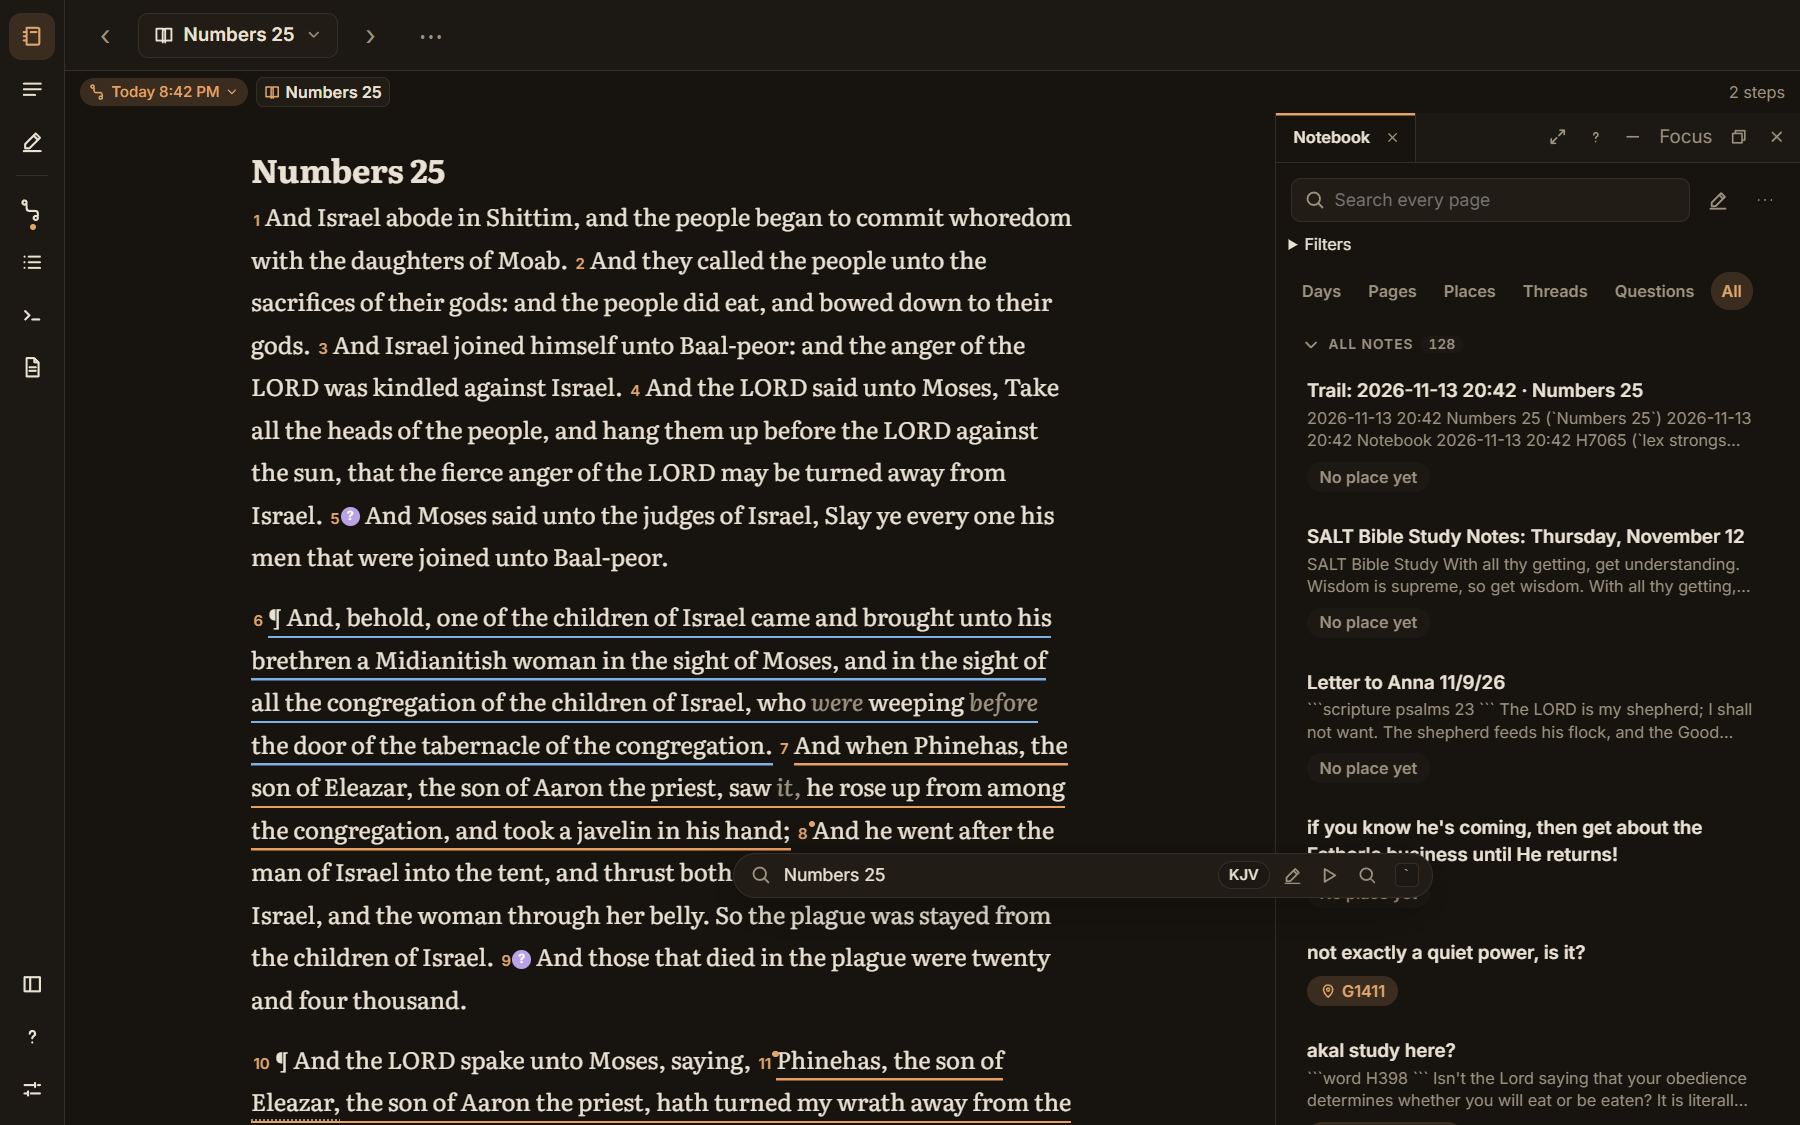 Numbers 25
Today 8:42 PM
Numbers 25
2 steps
Numbers 25
1 And Israel abode in Shittim, and the people began to commit whoredom
with the daughters of Moab. 2 And they called the people unto the
sacrifices of their gods: and the people did eat, and bowed down to their
gods. 3 And Israel joined himself unto Baal-peor: and the anger of the
LORD was kindled against Israel. 4 And the LORD said unto Moses, Take
all the heads of the people, and hang them up before the LORD against
the sun, that the fierce anger of the LORD may be turned away from
Israel. 5 ? And Moses said unto the judges of Israel, Slay ye every one his
men that were joined unto Baal-peor.
6 ¶ And, behold, one of the children of Israel came and brought unto his
brethren a Midianitish woman in the sight of Moses, and in the sight of
all the congregation of the children of Israel, who were weeping before
the door of the tabernacle of the congregation. 7 And when Phinehas, the
son of Eleazar, the son of Aaron the priest, saw it, he rose up from among
the congregation, and took a javelin in his hand; 8 And he went after the
man of Israel into the tent, and thrust both
Israel, and the woman through her belly. So the plague was stayed from
the children of Israel. 9 ? And those that died in the plague were twenty
and four thousand.
10 ¶ And the LORD spake unto Moses, saying, 11 Phinehas, the son of
Eleazar, the son of Aaron the priest, hath turned my wrath away from the
Numbers 25
KJV
`
Notebook
?
Focus
Search every page
Filters
Days
Pages
Places
Threads
Questions
All
ALL NOTES 128
Trail: 2026-11-13 20:42 · Numbers 25
2026-11-13 20:42 Numbers 25 (`Numbers 25`) 2026-11-13
20:42 Notebook 2026-11-13 20:42 H7065 (`lex strongs...
No place yet
SALT Bible Study Notes: Thursday, November 12
SALT Bible Study With all thy getting, get understanding.
Wisdom is supreme, so get wisdom. With all thy getting,...
No place yet
Letter to Anna 11/9/26
```scripture psalms 23 ``` The LORD is my shepherd; I shall
not want. The shepherd feeds his flock, and the Good...
No place yet
if you know he's coming, then get about the
Father's business until He returns!
No place yet
not exactly a quiet power, is it?
G1411
akal study here?
```word H398 ``` Isn't the Lord saying that your obedience
determines whether you will eat or be eaten? It is literall...
?